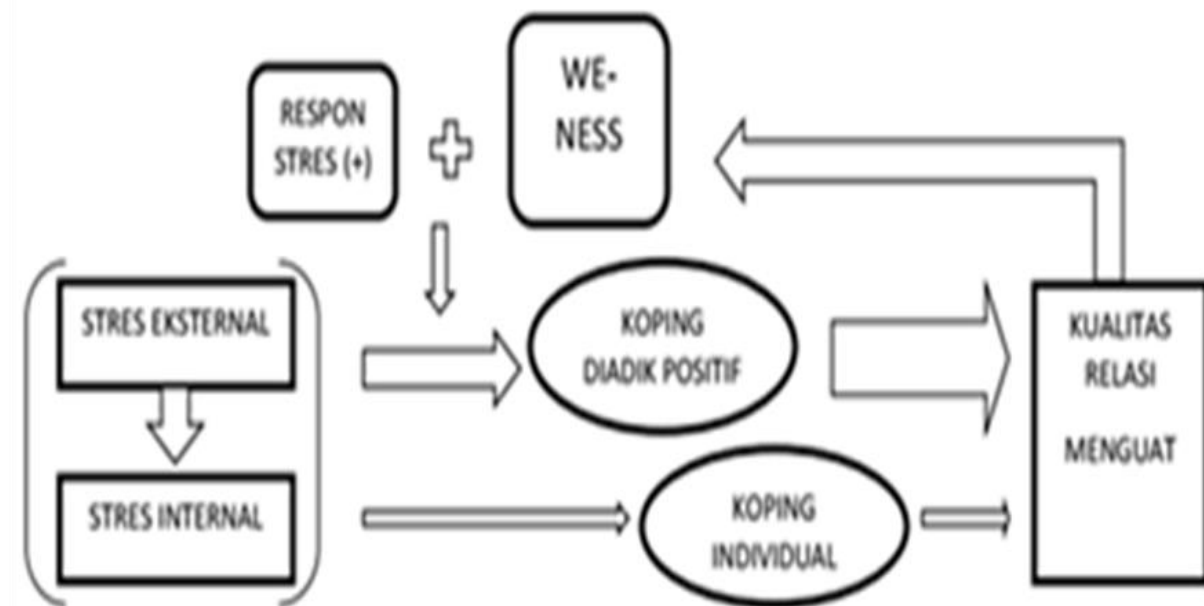 RESPON
STRES (+)
WE-
NESS
STRES EKSTERNAL
STRES INTERNAL
KOPING
DIADIK POSITIF
KOPING
INDIVIDUAL
KUALITAS
RELASI
MENGUAT